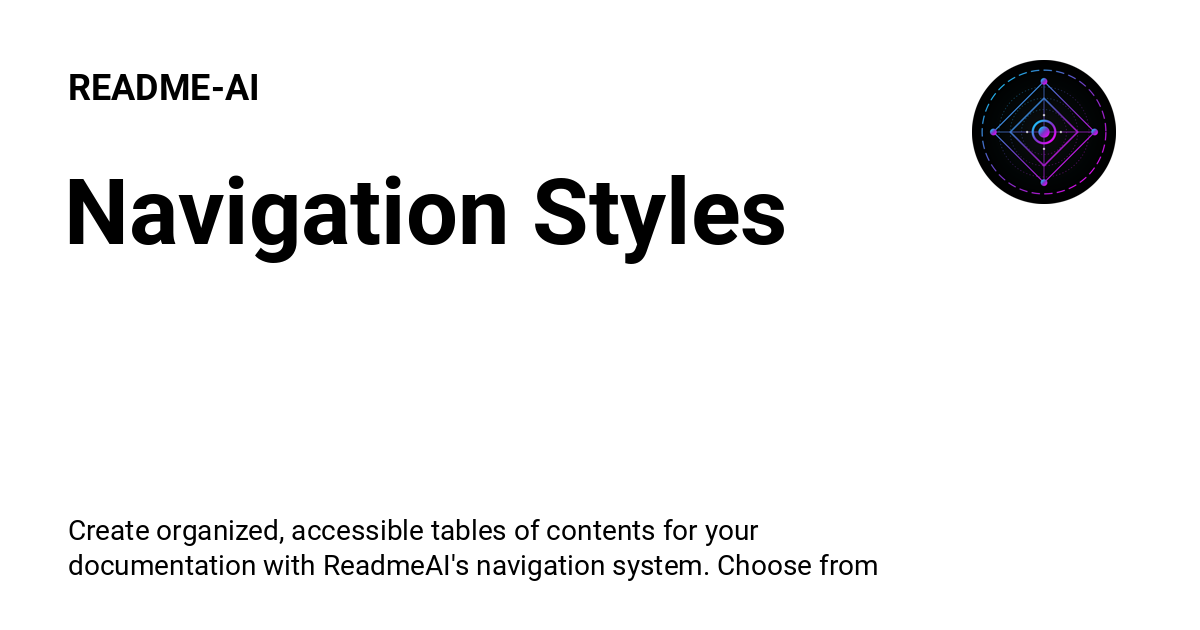 README-AI
Navigation Styles
Create organized, accessible tables of contents for your
documentation with ReadmeAI's navigation system. Choose from